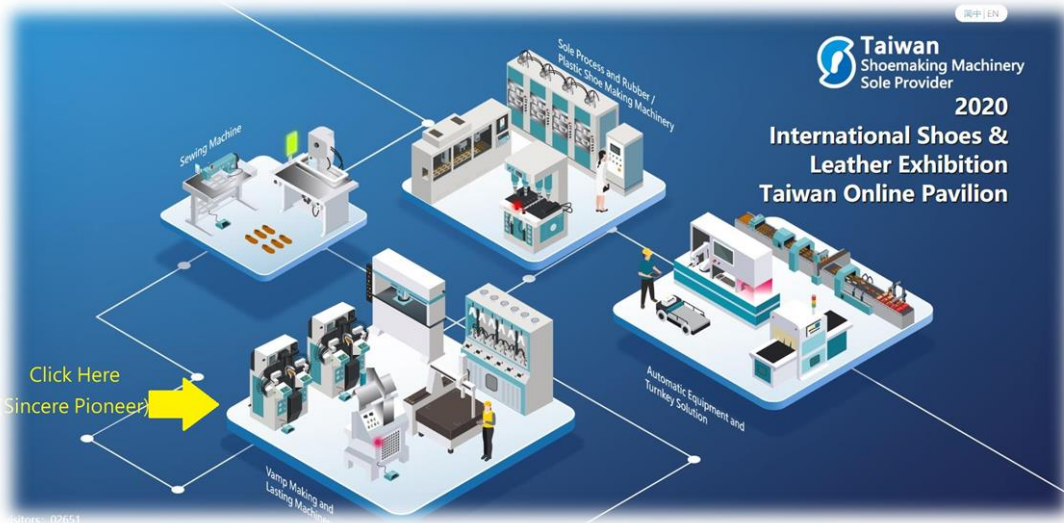 简中 | EN
Taiwan
Shoemaking Machinery
Sole Provider
2020
International Shoes &
Leather Exhibition
Taiwan Online Pavilion
Sole Process and Rubber /
Plastic Shoe Making Machinery
Sewing Machine
Click Here
Sincere Pioneer)
Automatic Equipment and
Turnkey Solution
Vamp Making and
Lasting Machine
02651